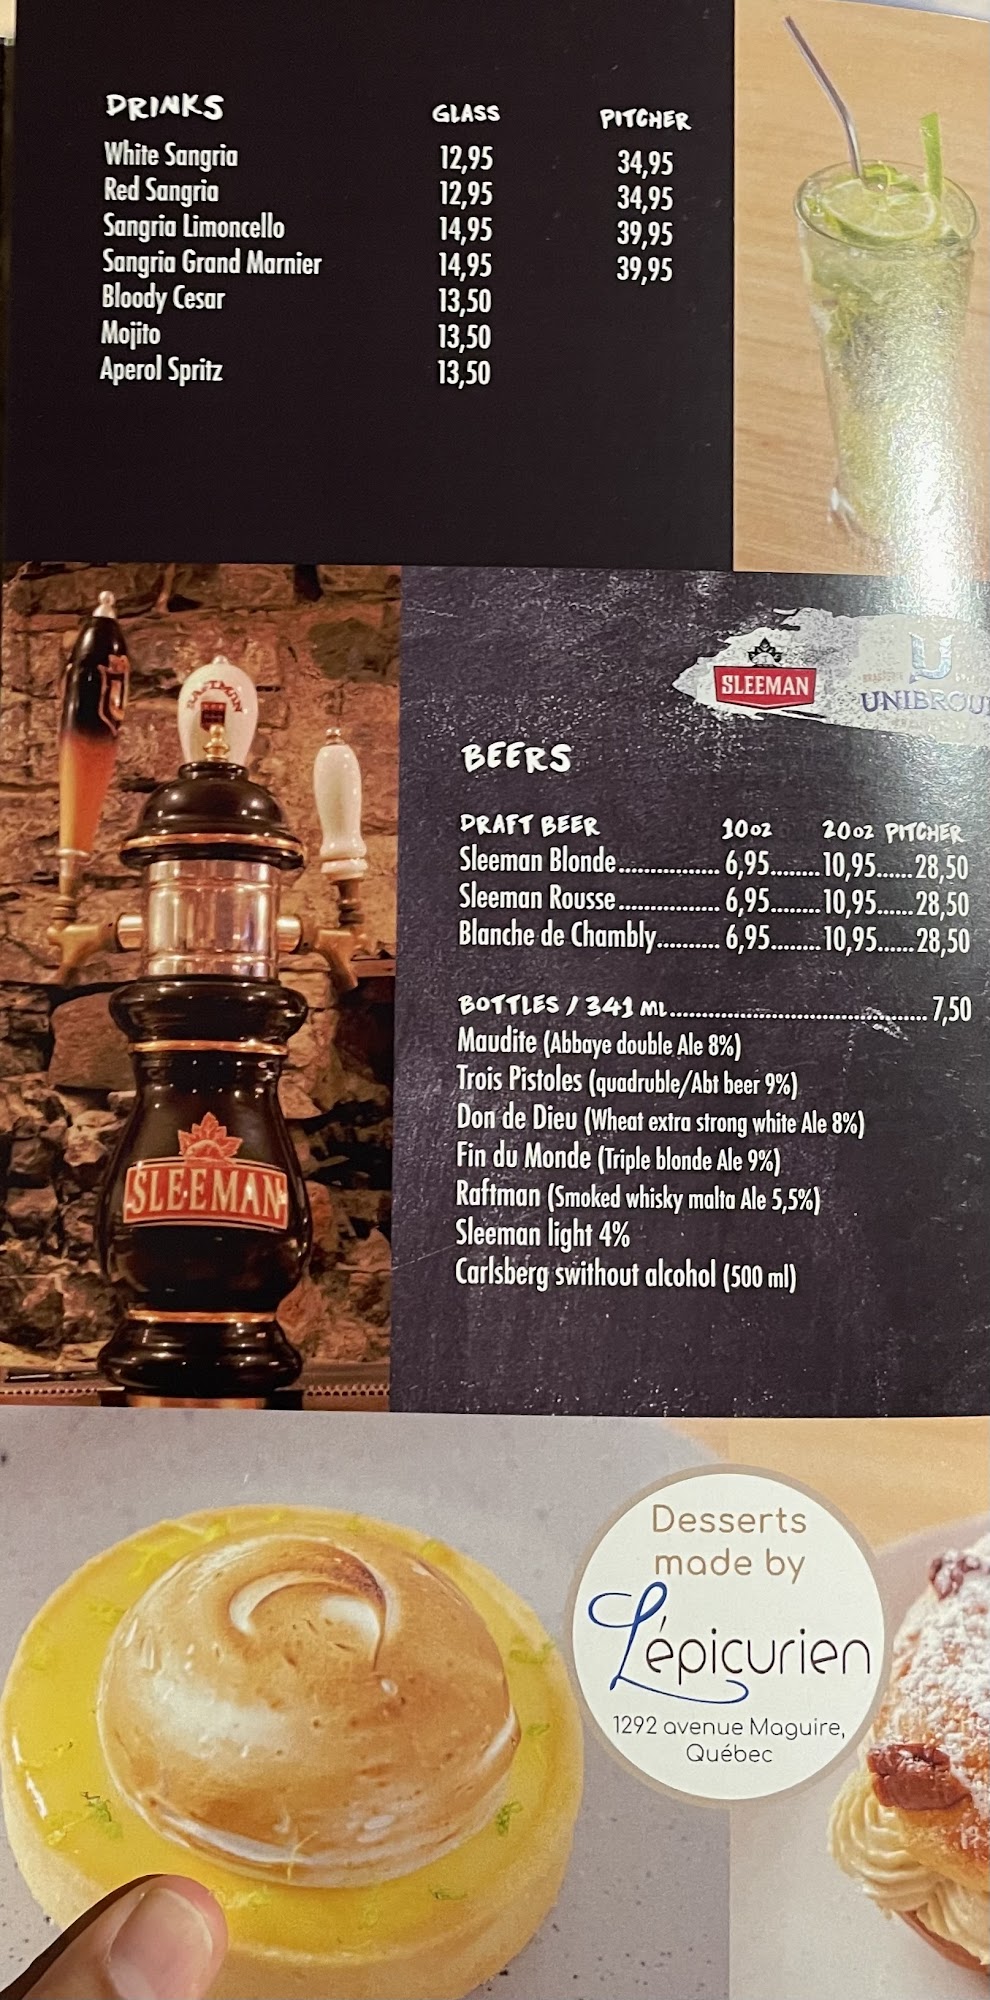 DRINKS GLASS PITCHER
White Sangria 12,95 34,95
Red Sangria 12,95 34,95
Sangria Limoncello 14,95 39,95
Sangria Grand Marnier 14,95 39,95
Bloody Cesar 13,50
Mojito 13,50
Aperol Spritz 13,50
SLEEMAN
UNIBROU
BEERS
DRAFT BEER 10oz 20oz PITCHER
Sleeman Blonde................ 6,95.........10,95......28,50
Sleeman Rousse................ 6,95.........10,95......28,50
Blanche de Chambly.......... 6,95.........10,95......28,50
BOTTLES / 341 ML............................................ 7,50
Maudite (Abbaye double Ale 8%)
Trois Pistoles (quadruble/Abt beer 9%)
Don de Dieu (Wheat extra strong white Ale 8%)
Fin du Monde (Triple blonde Ale 9%)
Raftman (Smoked whisky malta Ale 5,5%)
Sleeman light 4%
Carlsberg swithout alcohol (500 ml)
SLEEMAN
Desserts
made by
L'épicurien
1292 avenue Maguire,
Québec